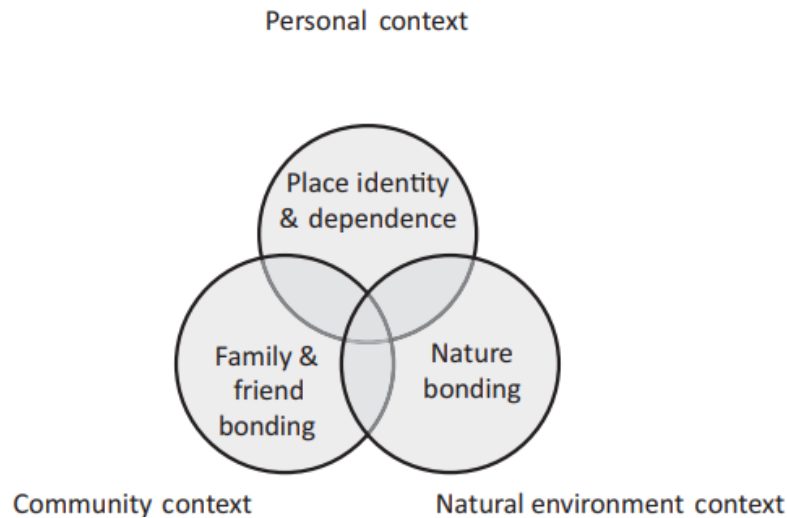 Personal context
Place identity
& dependence
Family &
friend
bonding
Nature
bonding
Community context
Natural environment context